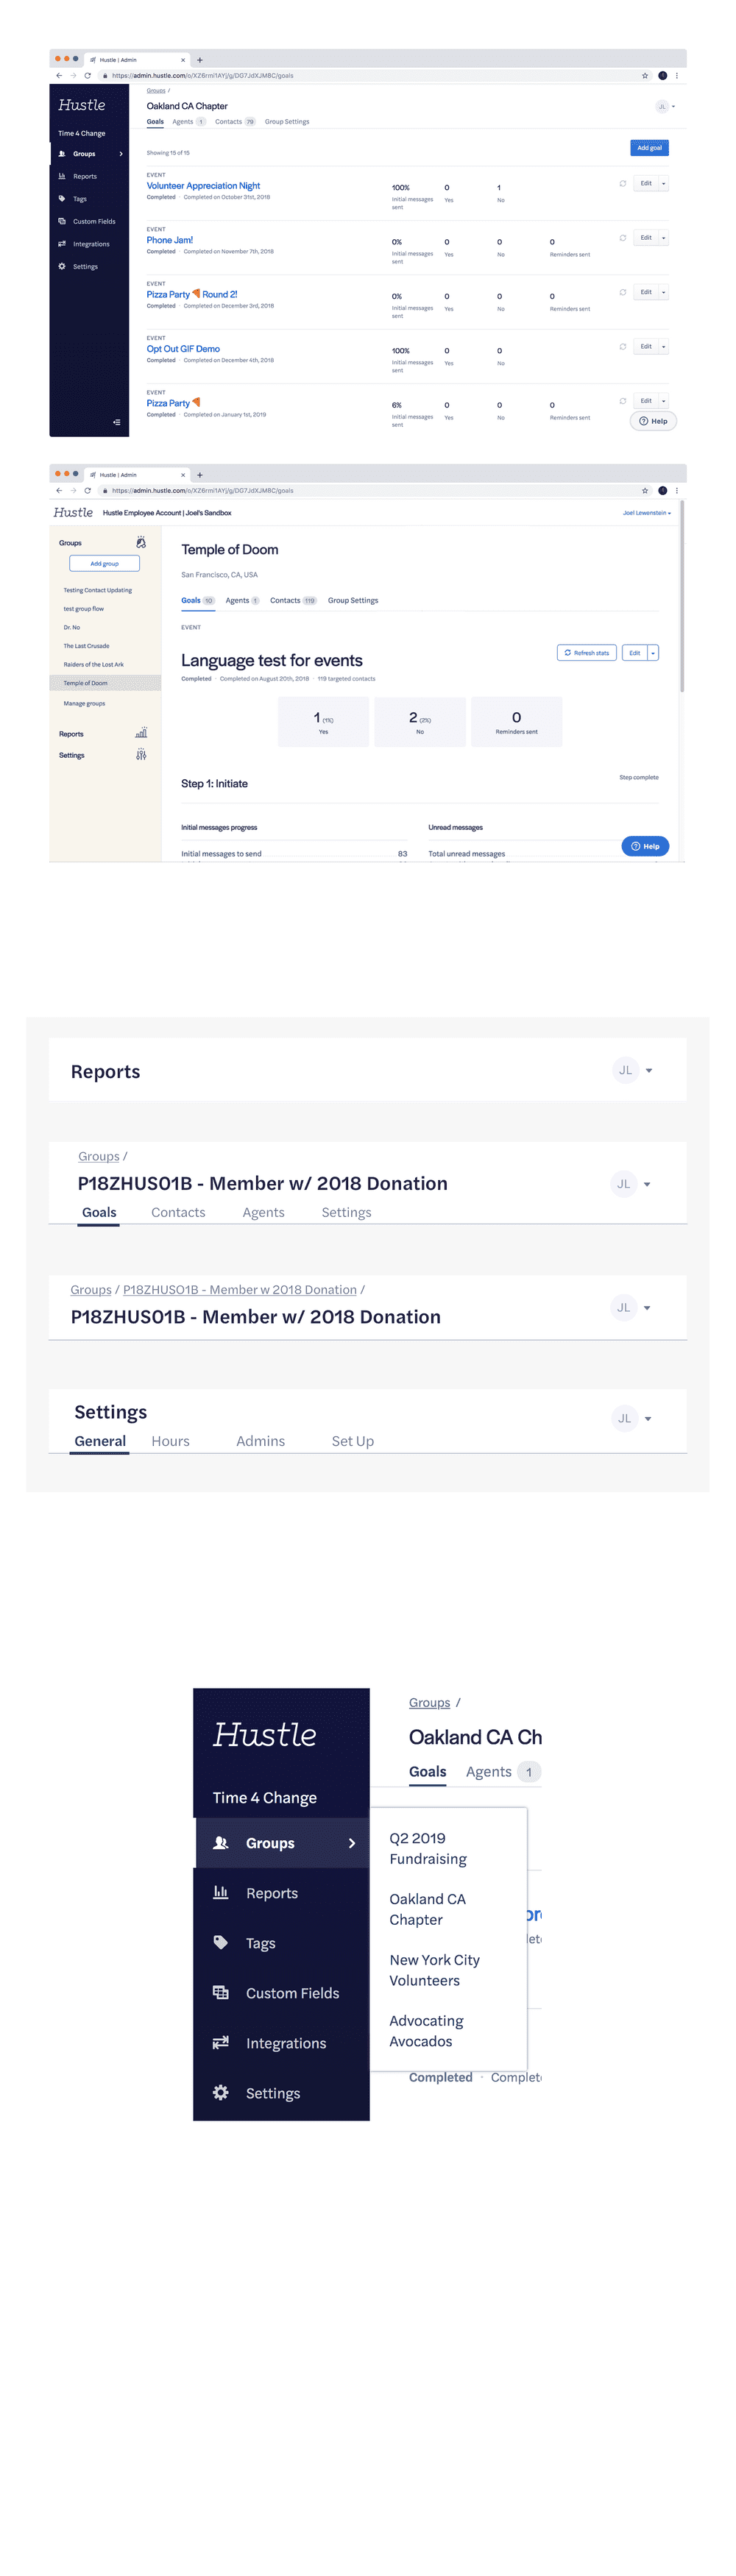 Hustle | Admin
https://admin.hustle.com/o/XZ6rmi1AYj/g/DG7JdXJMBC/goals
Hustle
Time 4 Change
Groups
Reports
Tags
Custom Fields
Integrations
Settings
Groups /
Oakland CA Chapter
JL
Goals Agents 1 Contacts 79 Group Settings
Showing 15 of 15
Add goal
EVENT
Volunteer Appreciation Night
Completed · Completed on October 31st, 2018
100% 0 1
Initial messages sent Yes No
Edit
EVENT
Phone Jam!
Completed · Completed on November 7th, 2018
0% 0 0 0
Initial messages sent Yes No Reminders sent
Edit
EVENT
Pizza Party Round 2!
Completed · Completed on December 3rd, 2018
0% 0 0 0
Initial messages sent Yes No Reminders sent
Edit
EVENT
Opt Out GIF Demo
Completed · Completed on December 4th, 2018
100% 0 0
Initial messages sent Yes No
Edit
EVENT
Pizza Party
Completed · Completed on January 1st, 2019
6% 0 0 0
Initial messages sent Yes No Reminders sent
Edit
Help
Hustle | Admin
https://admin.hustle.com/o/XZ6rmi1AYj/g/DG7JdXJMBC/goals
Hustle Hustle Employee Account | Joel's Sandbox
Joel Lewenstein
Groups
Add group
Testing Contact Updating
test group flow
Dr. No
The Last Crusade
Raiders of the Lost Ark
Temple of Doom
Manage groups
Reports
Settings
Temple of Doom
San Francisco, CA, USA
Goals 10 Agents 1 Contacts 119 Group Settings
EVENT
Language test for events
Refresh stats Edit
Completed · Completed on August 20th, 2018 · 119 targeted contacts
1 (1%) 2 (2%) 0
Yes No Reminders sent
Step 1: Initiate
Step complete
Initial messages progress Unread messages
Initial messages to send 83 Total unread messages
Help
Reports
JL
Groups /
P18ZHUS01B - Member w/ 2018 Donation
JL
Goals Contacts Agents Settings
Groups / P18ZHUS01B - Member w 2018 Donation /
P18ZHUS01B - Member w/ 2018 Donation
JL
Settings
JL
General Hours Admins Set Up
Hustle
Time 4 Change
Groups
Reports
Tags
Custom Fields
Integrations
Settings
Groups /
Oakland CA Ch
Goals Agents 1
Q2 2019
Fundraising
Oakland CA
Chapter
New York City
Volunteers
Advocating
Avocados
Completed · Complet